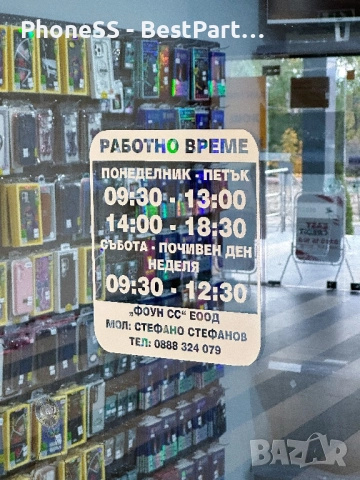 PhoneSS - BestPart...
РАБОТНО ВРЕМЕ
ПОНЕДЕЛНИК - ПЕТЪК
09:30 - 13:00
14:00 - 18:30
СЪБОТА - ПОЧИВЕН ДЕН
НЕДЕЛЯ
09:30 - 12:30
„ФОУН СС“ ЕООД
МОЛ: СТЕФАНО СТЕФАНОВ
ТЕЛ: 0888 324 079
BAZAR